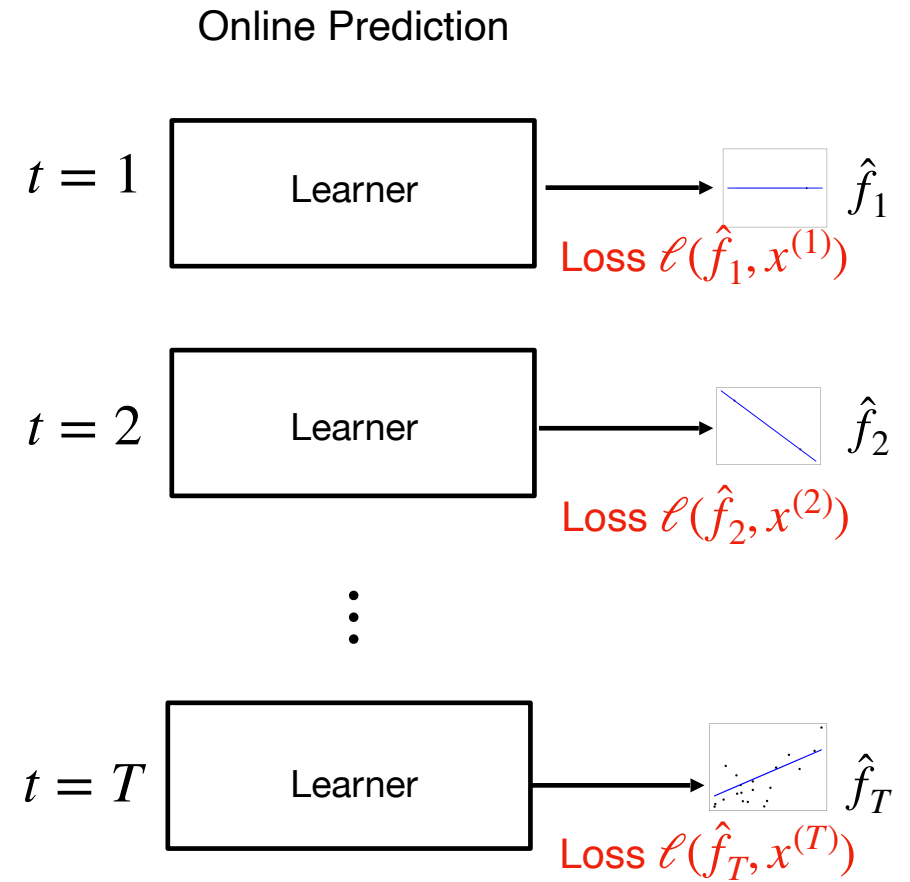 Online Prediction
t = 1
Learner
f̂₁
Loss ℓ(f̂₁, x⁽¹⁾)
t = 2
Learner
f̂₂
Loss ℓ(f̂₂, x⁽²⁾)
⋮
t = T
Learner
f̂_T
Loss ℓ(f̂_T, x⁽ᵀ⁾)